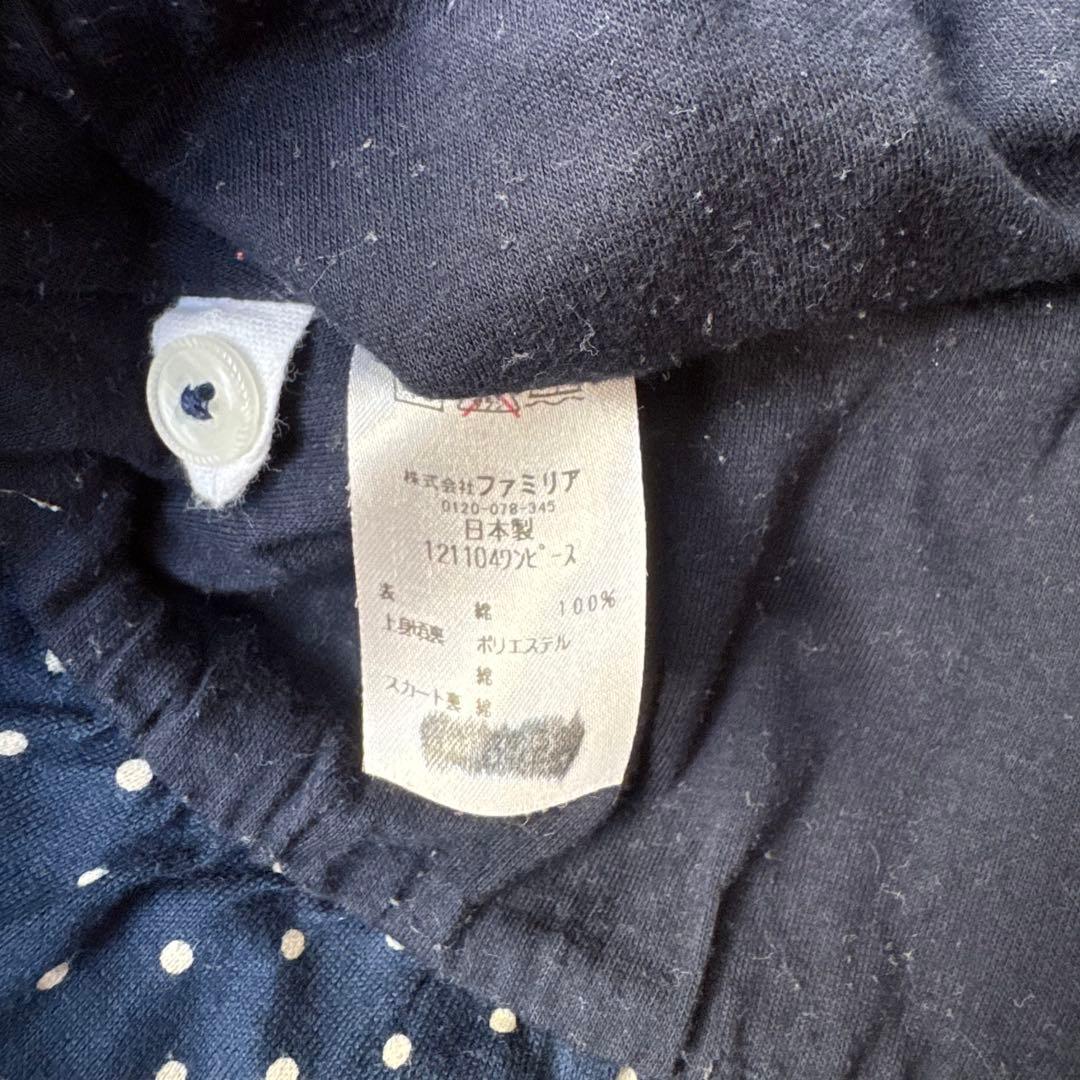 株式会社ファミリア
0120-078-345
日本製
121104ワンピース
表 綿 100%
上身頃裏 ポリエステル
綿
スカート裏 綿